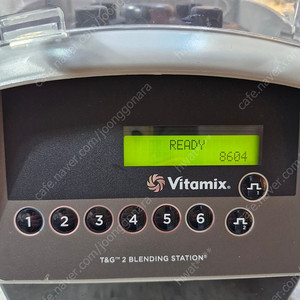 READY
8604
Vitamix®
1 2 3 4 5 6
T&G™ 2 BLENDING STATION®
cafe.naver.com/joonggonara